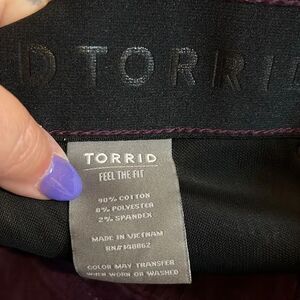 D TORRID
TORRID
FEEL THE FIT
90% COTTON
8% POLYESTER
2% SPANDEX
MADE IN VIETNAM
RN#148862
COLOR MAY TRANSFER
WHEN WORN OR WASHED